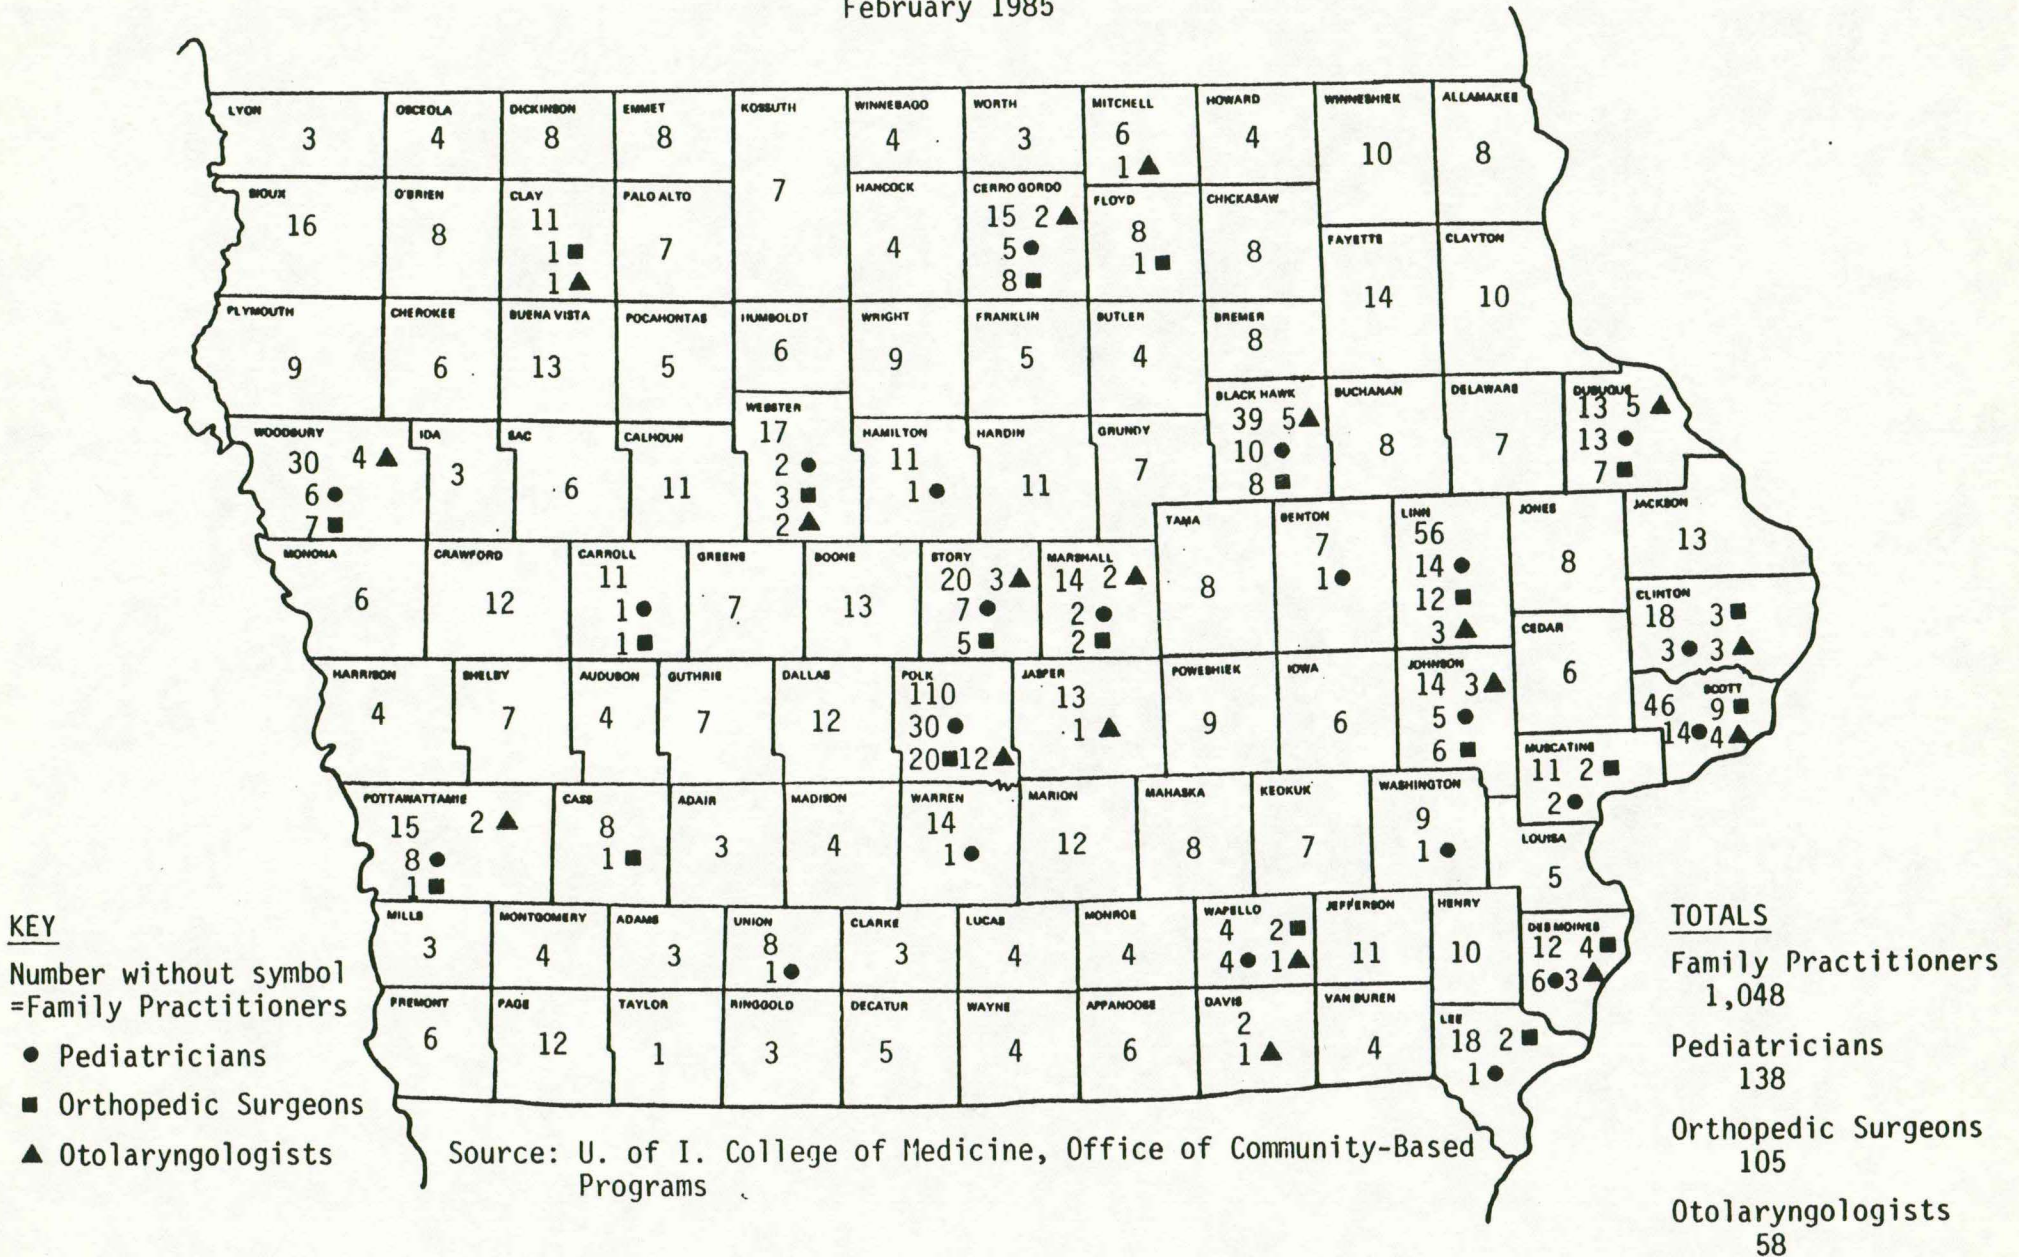 February 1985
LYON
3
OSCEOLA
4
DICKINSON
8
EMMET
8
KOSSUTH
7
WINNEBAGO
4
WORTH
3
MITCHELL
6
1 ▲
HOWARD
4
WINNESHIEK
10
ALLAMAKEE
8
SIOUX
16
O'BRIEN
8
CLAY
11
1 ■
1 ▲
PALO ALTO
7
HANCOCK
4
CERRO GORDO
15 2 ▲
5 ●
8 ■
FLOYD
8
1 ■
CHICKASAW
8
FAYETTE
14
CLAYTON
10
PLYMOUTH
9
CHEROKEE
6
BUENA VISTA
13
POCAHONTAS
5
HUMBOLDT
6
WRIGHT
9
FRANKLIN
5
BUTLER
4
BREMER
8
WOODBURY
30 4 ▲
6 ●
7 ■
IDA
3
SAC
6
CALHOUN
11
WEBSTER
17
2 ●
3 ■
2 ▲
HAMILTON
11
1 ●
HARDIN
11
GRUNDY
7
BLACK HAWK
39 5 ▲
10 ●
8 ■
BUCHANAN
8
DELAWARE
7
DUBUQUE
13 5 ▲
13 ●
7 ■
MONONA
6
CRAWFORD
12
CARROLL
11
1 ●
1 ■
GREENE
7
BOONE
13
STORY
20 3 ▲
7 ●
5 ■
MARSHALL
14 2 ▲
2 ●
2 ■
TAMA
8
BENTON
7
1 ●
LINN
56
14 ●
12 ■
3 ▲
JONES
8
JACKSON
13
CLINTON
18 3 ■
3 ● 3 ▲
CEDAR
6
SCOTT
46 9 ■
14 ● 4 ▲
HARRISON
4
SHELBY
7
AUDUBON
4
GUTHRIE
7
DALLAS
12
POLK
110
30 ●
20 ■ 12 ▲
JASPER
13
1 ▲
POWESHIEK
9
IOWA
6
JOHNSON
14 3 ▲
5 ●
6 ■
MUSCATINE
11 2 ■
2 ●
POTTAWATTAMIE
15 2 ▲
8 ●
1 ■
CASS
8
1 ■
ADAIR
3
MADISON
4
WARREN
14
1 ●
MARION
12
MAHASKA
8
KEOKUK
7
WASHINGTON
9
1 ●
LOUISA
5
MILLS
3
MONTGOMERY
4
ADAMS
3
UNION
8
1 ●
CLARKE
3
LUCAS
4
MONROE
4
WAPELLO
4 2 ■
4 ● 1 ▲
JEFFERSON
11
HENRY
10
DES MOINES
12 4 ■
6 ● 3 ▲
FREMONT
6
PAGE
12
TAYLOR
1
RINGGOLD
3
DECATUR
5
WAYNE
4
APPANOOSE
6
DAVIS
2
1 ▲
VAN BUREN
4
LEE
18 2 ■
1 ●
KEY
Number without symbol
=Family Practitioners
● Pediatricians
■ Orthopedic Surgeons
▲ Otolaryngologists
Source: U. of I. College of Medicine, Office of Community-Based
Programs
TOTALS
Family Practitioners
1,048
Pediatricians
138
Orthopedic Surgeons
105
Otolaryngologists
58